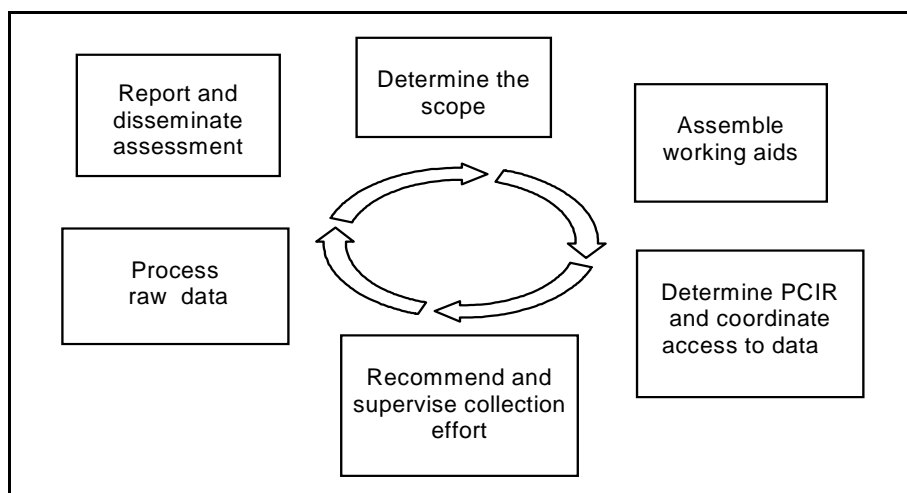 Determine the
scope
Assemble
working aids
Determine PCIR
and coordinate
access to data
Recommend and
supervise collection
effort
Process
raw data
Report and
disseminate
assessment